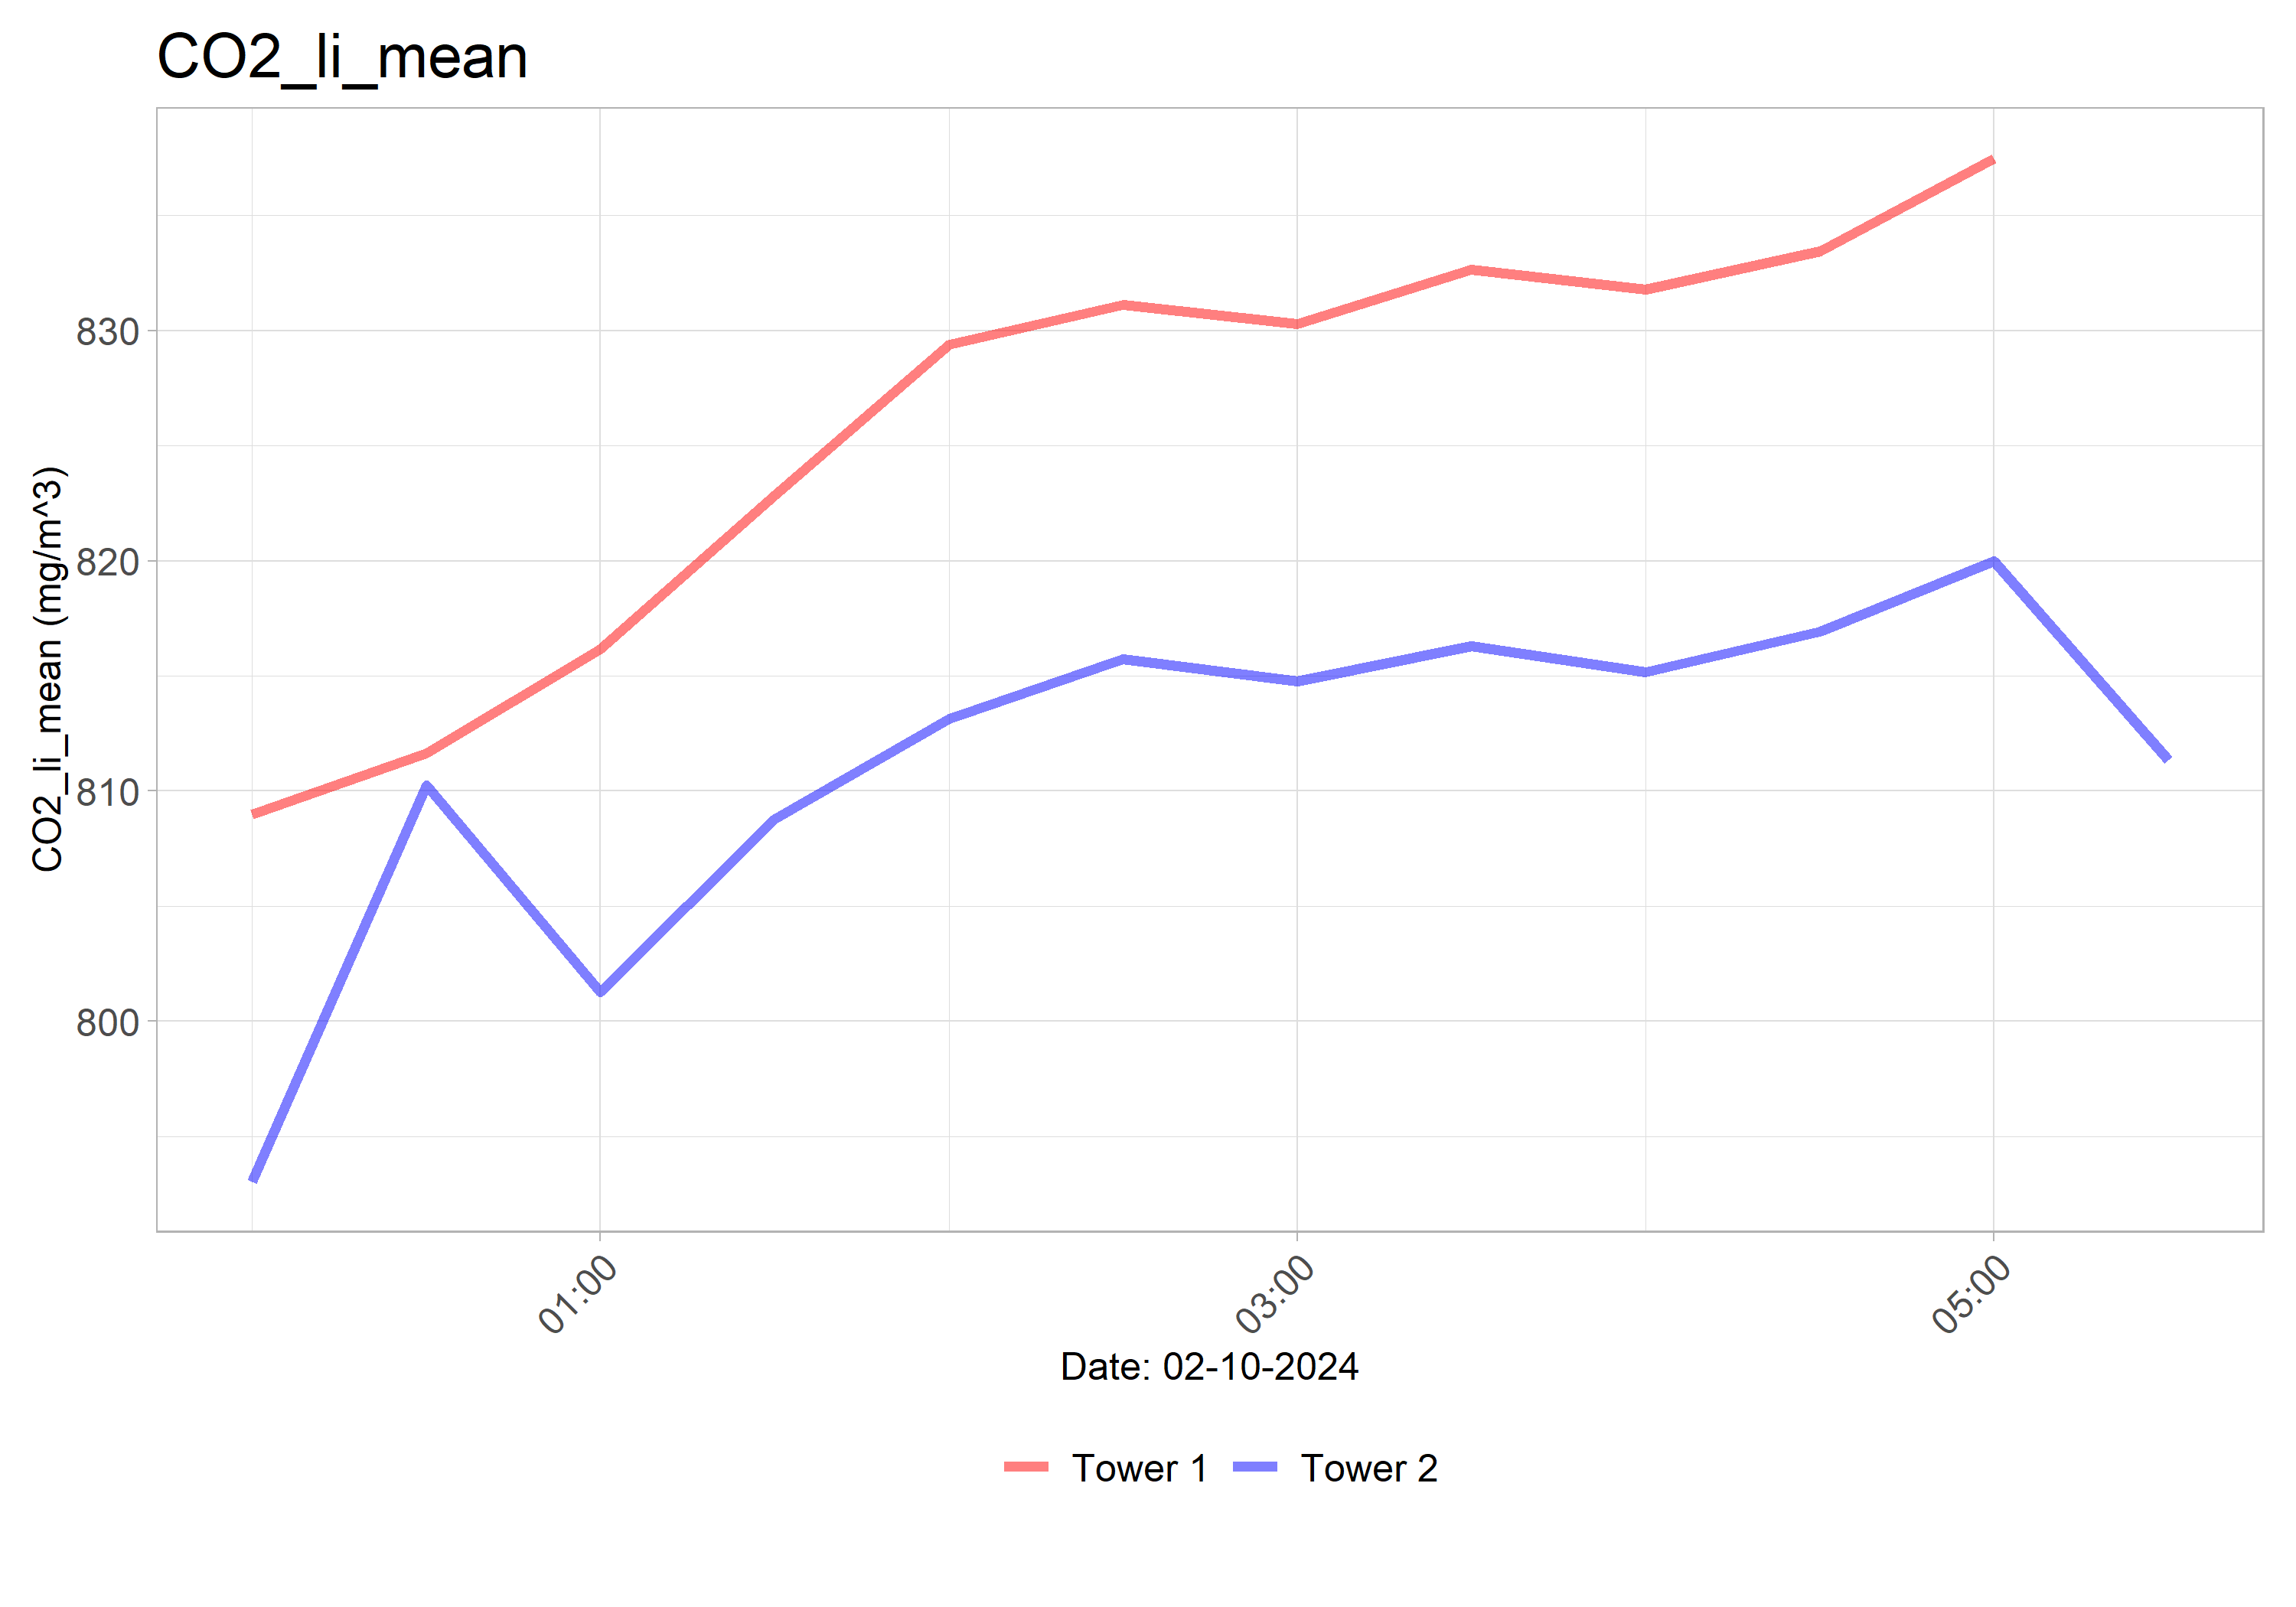 CO2_li_mean
CO2_li_mean (mg/m^3)
830
820
810
800
01:00
03:00
05:00
Date: 02-10-2024
Tower 1
Tower 2